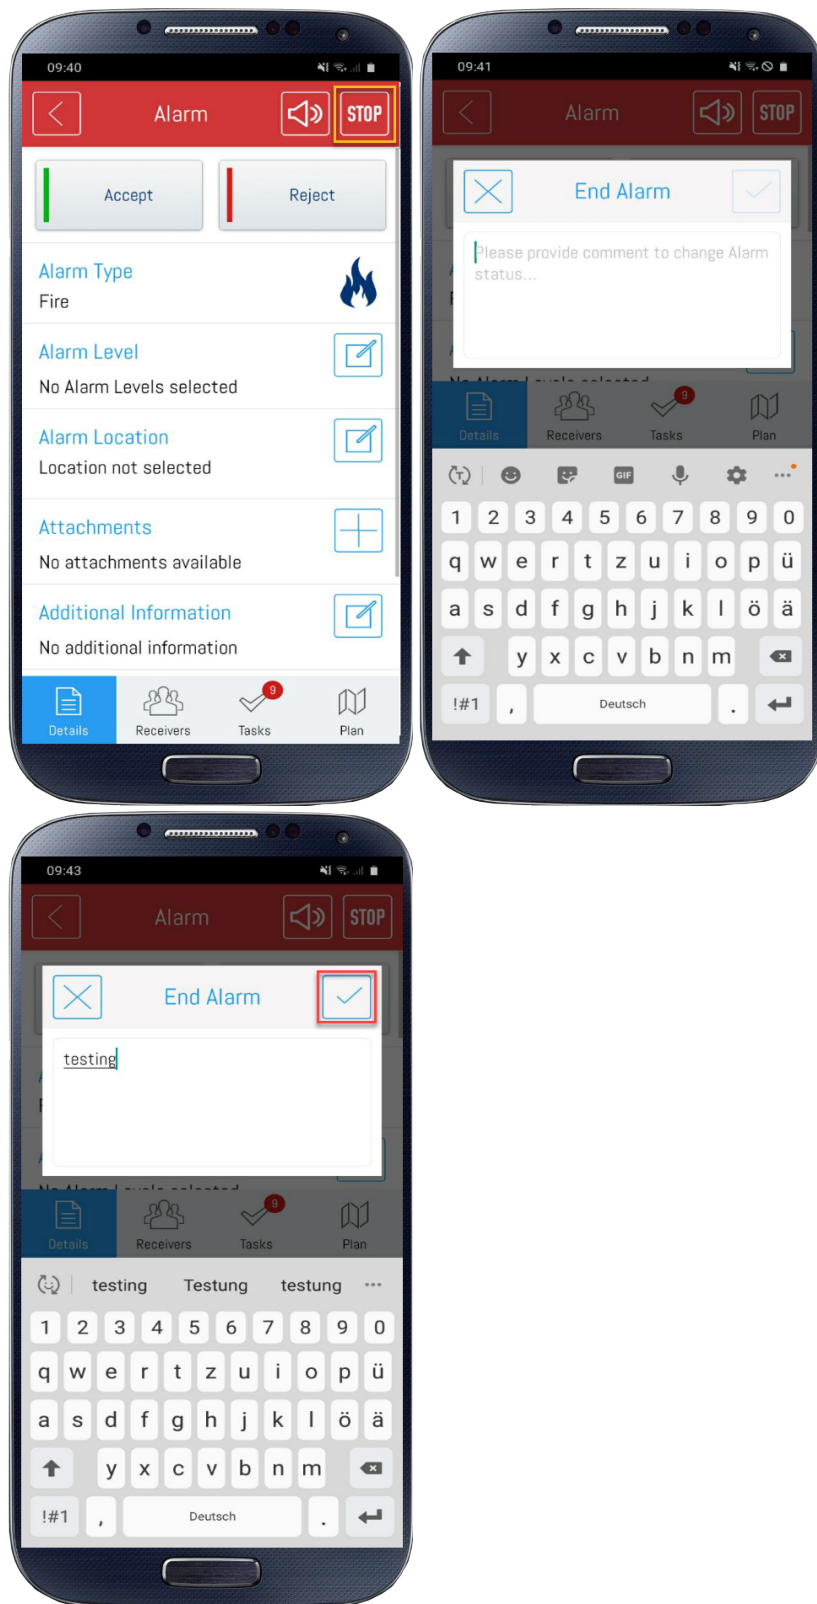 09:40
Alarm
STOP
Accept
Reject
Alarm Type
Fire
Alarm Level
No Alarm Levels selected
Alarm Location
Location not selected
Attachments
No attachments available
Additional Information
No additional information
9
Details
Receivers
Tasks
Plan
09:41
Alarm
STOP
End Alarm
Please provide comment to change Alarm
status...
9
Details
Receivers
Tasks
Plan
GIF
1 2 3 4 5 6 7 8 9 0
q w e r t z u i o p ü
a s d f g h j k l ö ä
y x c v b n m
!#1 , Deutsch .
09:43
Alarm
STOP
End Alarm
testing
9
Details
Receivers
Tasks
Plan
testing Testung testung
1 2 3 4 5 6 7 8 9 0
q w e r t z u i o p ü
a s d f g h j k l ö ä
y x c v b n m
!#1 , Deutsch .